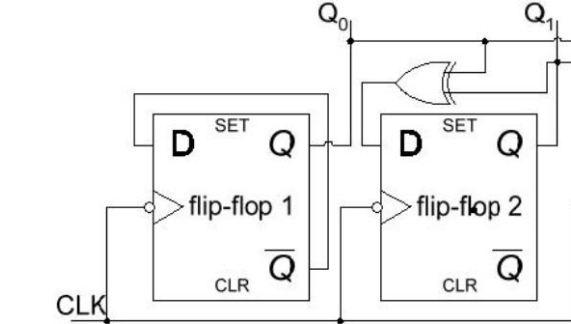 Q0 Q1
SET SET
D Q D Q
flip-flop 1 flip-flop 2
Q̅ Q̅
CLR CLR
CLK